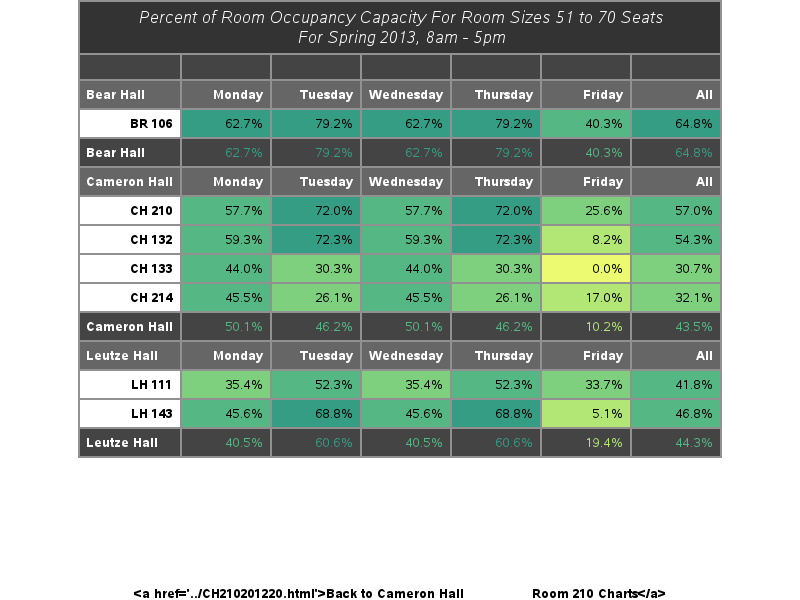 Percent of Room Occupancy Capacity For Room Sizes 51 to 70 Seats
For Spring 2013, 8am - 5pm
Bear Hall Monday Tuesday Wednesday Thursday Friday All
BR 106 62.7% 79.2% 62.7% 79.2% 40.3% 64.8%
Bear Hall 62.7% 79.2% 62.7% 79.2% 40.3% 64.8%
Cameron Hall Monday Tuesday Wednesday Thursday Friday All
CH 210 57.7% 72.0% 57.7% 72.0% 25.6% 57.0%
CH 132 59.3% 72.3% 59.3% 72.3% 8.2% 54.3%
CH 133 44.0% 30.3% 44.0% 30.3% 0.0% 30.7%
CH 214 45.5% 26.1% 45.5% 26.1% 17.0% 32.1%
Cameron Hall 50.1% 46.2% 50.1% 46.2% 10.2% 43.5%
Leutze Hall Monday Tuesday Wednesday Thursday Friday All
LH 111 35.4% 52.3% 35.4% 52.3% 33.7% 41.8%
LH 143 45.6% 68.8% 45.6% 68.8% 5.1% 46.8%
Leutze Hall 40.5% 60.6% 40.5% 60.6% 19.4% 44.3%
<a href='../CH210201220.html'>Back to Cameron Hall Room 210 Charts</a>